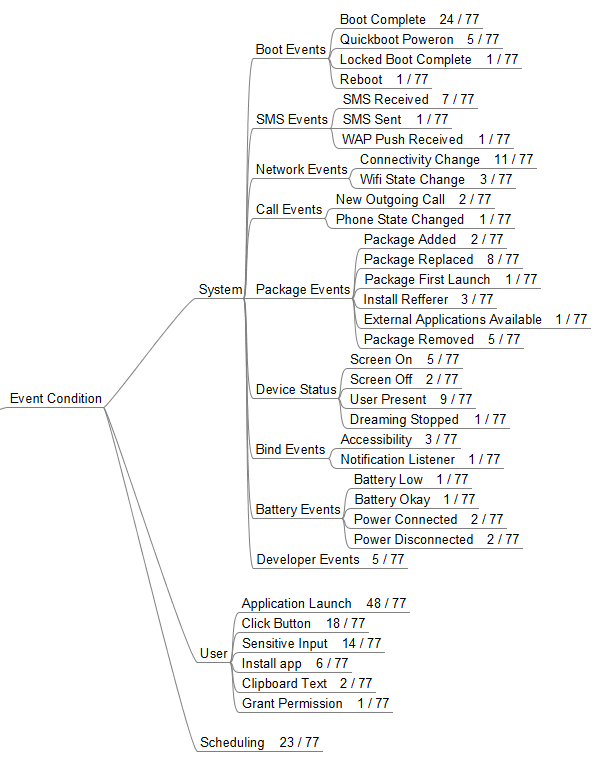 Event Condition
System
Boot Events
Boot Complete 24 / 77
Quickboot Poweron 5 / 77
Locked Boot Complete 1 / 77
Reboot 1 / 77
SMS Events
SMS Received 7 / 77
SMS Sent 1 / 77
WAP Push Received 1 / 77
Network Events
Connectivity Change 11 / 77
Wifi State Change 3 / 77
Call Events
New Outgoing Call 2 / 77
Phone State Changed 1 / 77
Package Events
Package Added 2 / 77
Package Replaced 8 / 77
Package First Launch 1 / 77
Install Refferer 3 / 77
External Applications Available 1 / 77
Package Removed 5 / 77
Device Status
Screen On 5 / 77
Screen Off 2 / 77
User Present 9 / 77
Dreaming Stopped 1 / 77
Bind Events
Accessibility 3 / 77
Notification Listener 1 / 77
Battery Events
Battery Low 1 / 77
Battery Okay 1 / 77
Power Connected 2 / 77
Power Disconnected 2 / 77
Developer Events 5 / 77
User
Application Launch 48 / 77
Click Button 18 / 77
Sensitive Input 14 / 77
Install app 6 / 77
Clipboard Text 2 / 77
Grant Permission 1 / 77
Scheduling 23 / 77